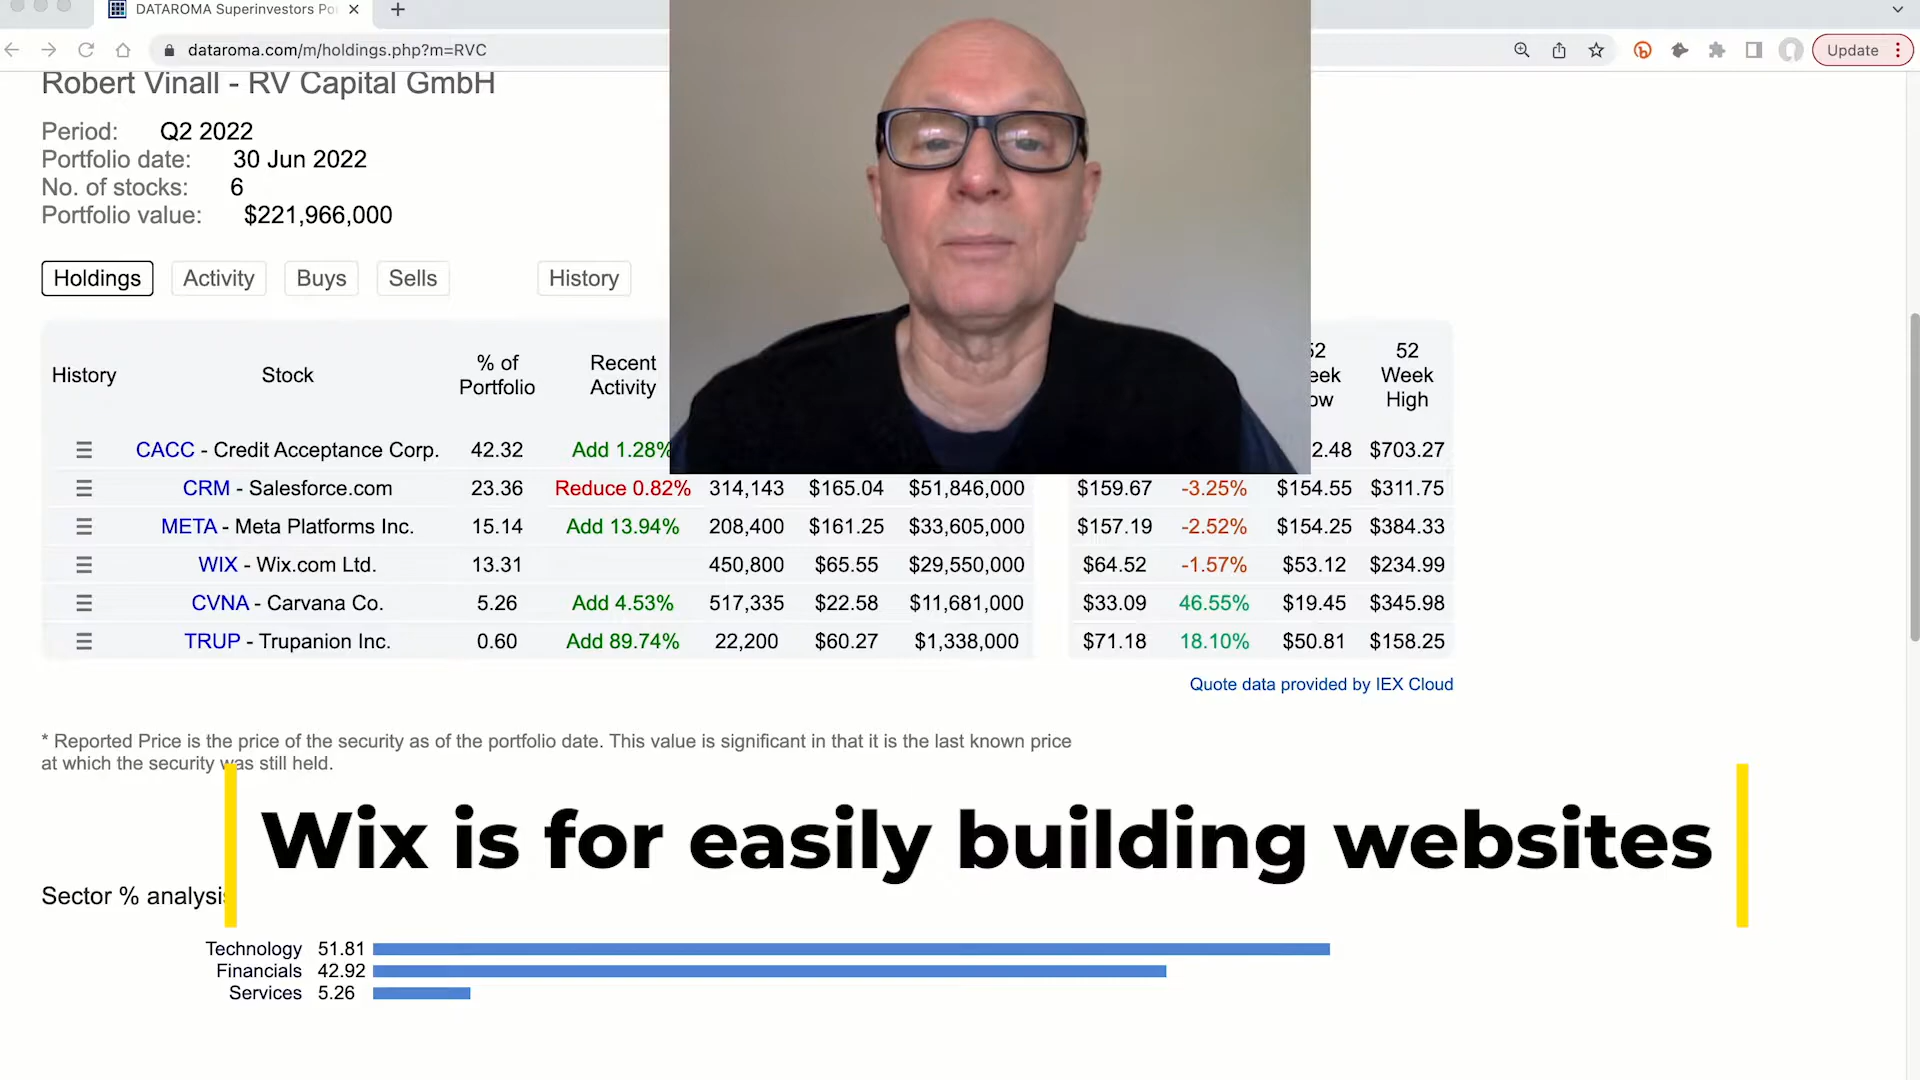 DATAROMA Superinvestors Po
dataroma.com/m/holdings.php?m=RVC
Update
Robert Vinall - RV Capital GmbH
Period: Q2 2022
Portfolio date: 30 Jun 2022
No. of stocks: 6
Portfolio value: $221,966,000
Holdings Activity Buys Sells History
History Stock % of Portfolio Recent Activity 52 Week High
CACC - Credit Acceptance Corp. 42.32 Add 1.28% 2.48 $703.27
CRM - Salesforce.com 23.36 Reduce 0.82% 314,143 $165.04 $51,846,000 $159.67 -3.25% $154.55 $311.75
META - Meta Platforms Inc. 15.14 Add 13.94% 208,400 $161.25 $33,605,000 $157.19 -2.52% $154.25 $384.33
WIX - Wix.com Ltd. 13.31 450,800 $65.55 $29,550,000 $64.52 -1.57% $53.12 $234.99
CVNA - Carvana Co. 5.26 Add 4.53% 517,335 $22.58 $11,681,000 $33.09 46.55% $19.45 $345.98
TRUP - Trupanion Inc. 0.60 Add 89.74% 22,200 $60.27 $1,338,000 $71.18 18.10% $50.81 $158.25
Quote data provided by IEX Cloud
* Reported Price is the price of the security as of the portfolio date. This value is significant in that it is the last known price
at which the security was still held.
Wix is for easily building websites
Sector % analysis
Technology 51.81
Financials 42.92
Services 5.26